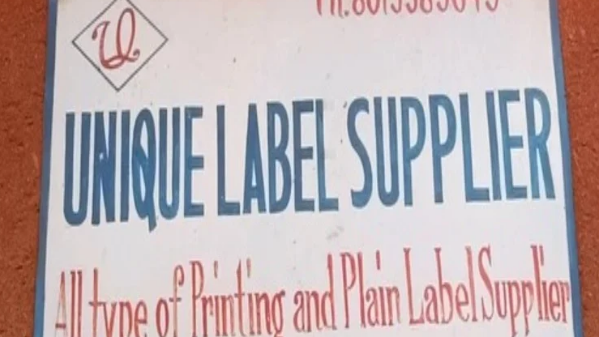 U
UNIQUE LABEL SUPPLIER
All type of Printing and Plain Label Supplier